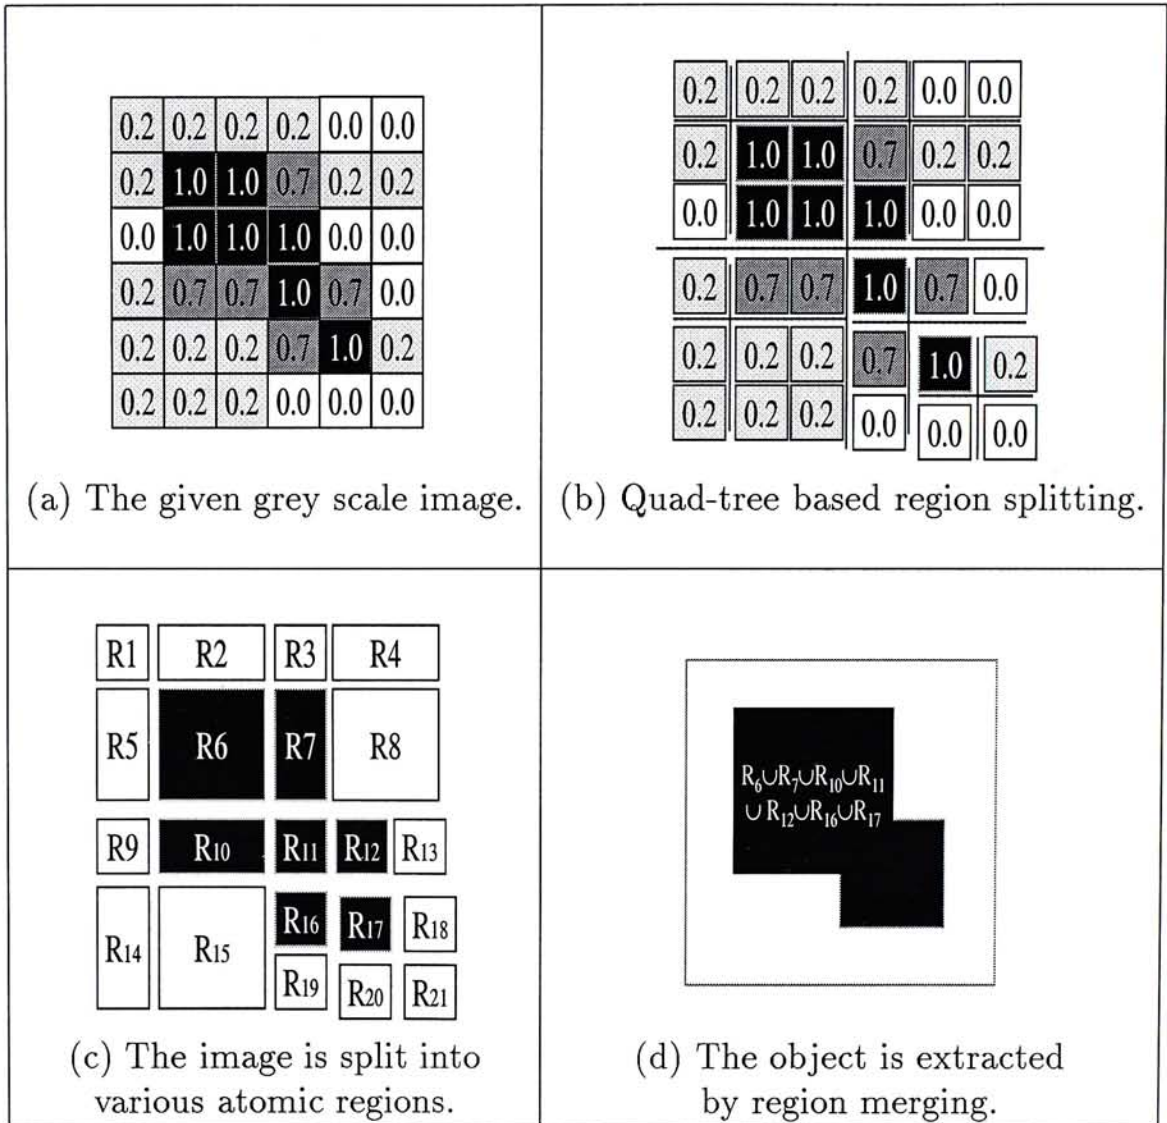 0.2 0.2 0.2 0.2 0.0 0.0
0.2 1.0 1.0 0.7 0.2 0.2
0.0 1.0 1.0 1.0 0.0 0.0
0.2 0.7 0.7 1.0 0.7 0.0
0.2 0.2 0.2 0.7 1.0 0.2
0.2 0.2 0.2 0.0 0.0 0.0
(a) The given grey scale image.
0.2 0.2 0.2 0.2 0.0 0.0
0.2 1.0 1.0 0.7 0.2 0.2
0.0 1.0 1.0 1.0 0.0 0.0
0.2 0.7 0.7 1.0 0.7 0.0
0.2 0.2 0.2 0.7 1.0 0.2
0.2 0.2 0.2 0.0 0.0 0.0
(b) Quad-tree based region splitting.
R1 R2 R3 R4
R5 R6 R7 R8
R9 R10 R11 R12 R13
R14 R15 R16 R17 R18
R19 R20 R21
(c) The image is split into
various atomic regions.
R6∪R7∪R10∪R11
∪ R12∪R16∪R17
(d) The object is extracted
by region merging.